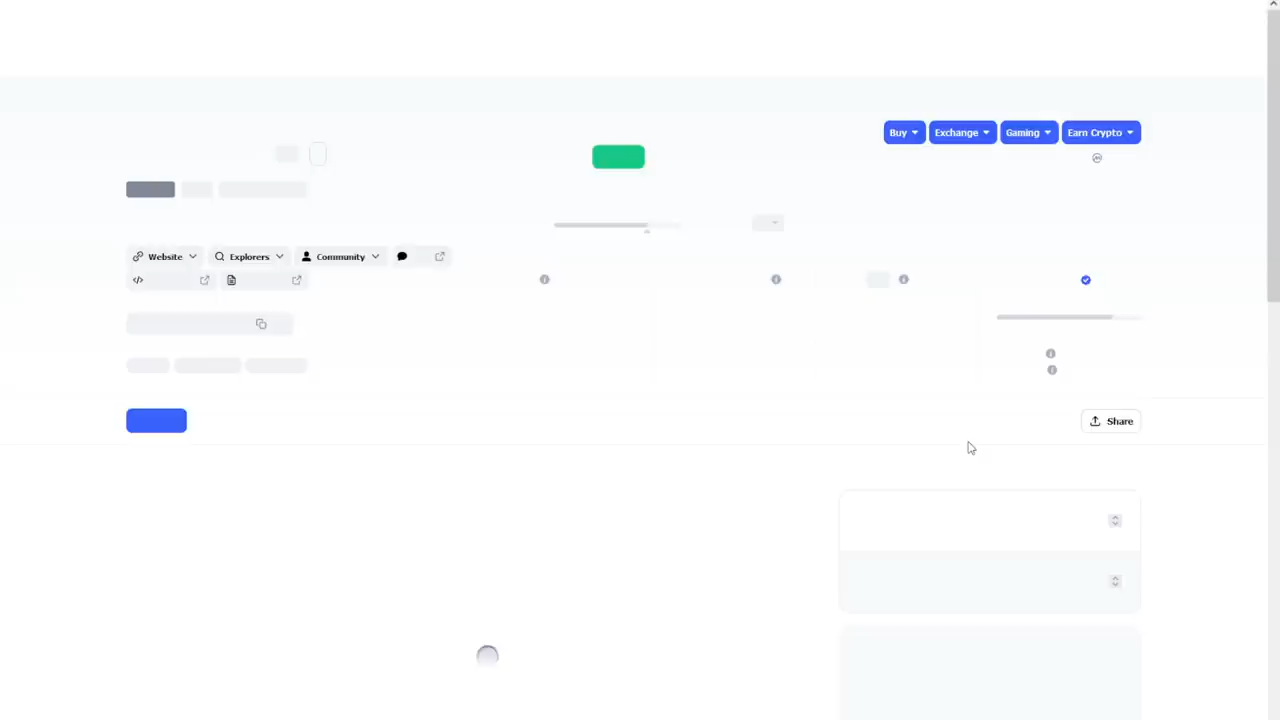 Buy
Exchange
Gaming
Earn Crypto
Website
Explorers
Community
Share